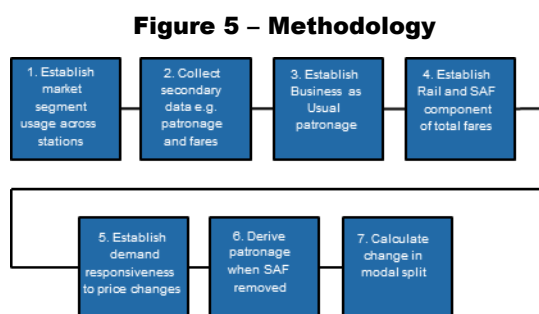 Figure 5 – Methodology
1. Establish
market
segment
usage across
stations
2. Collect
secondary
data e.g.
patronage
and fares
3. Establish
Business as
Usual
patronage
4. Establish
Rail and SAF
component
of total fares
5. Establish
demand
responsiveness
to price changes
6. Derive
patronage
when SAF
removed
7. Calculate
change in
modal split